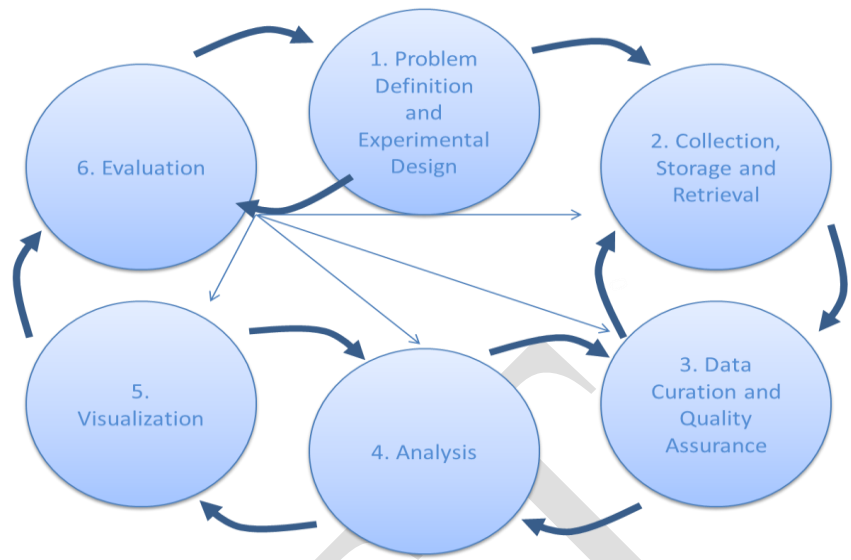 1. Problem
Definition
and
Experimental
Design
2. Collection,
Storage and
Retrieval
3. Data
Curation and
Quality
Assurance
4. Analysis
5.
Visualization
6. Evaluation